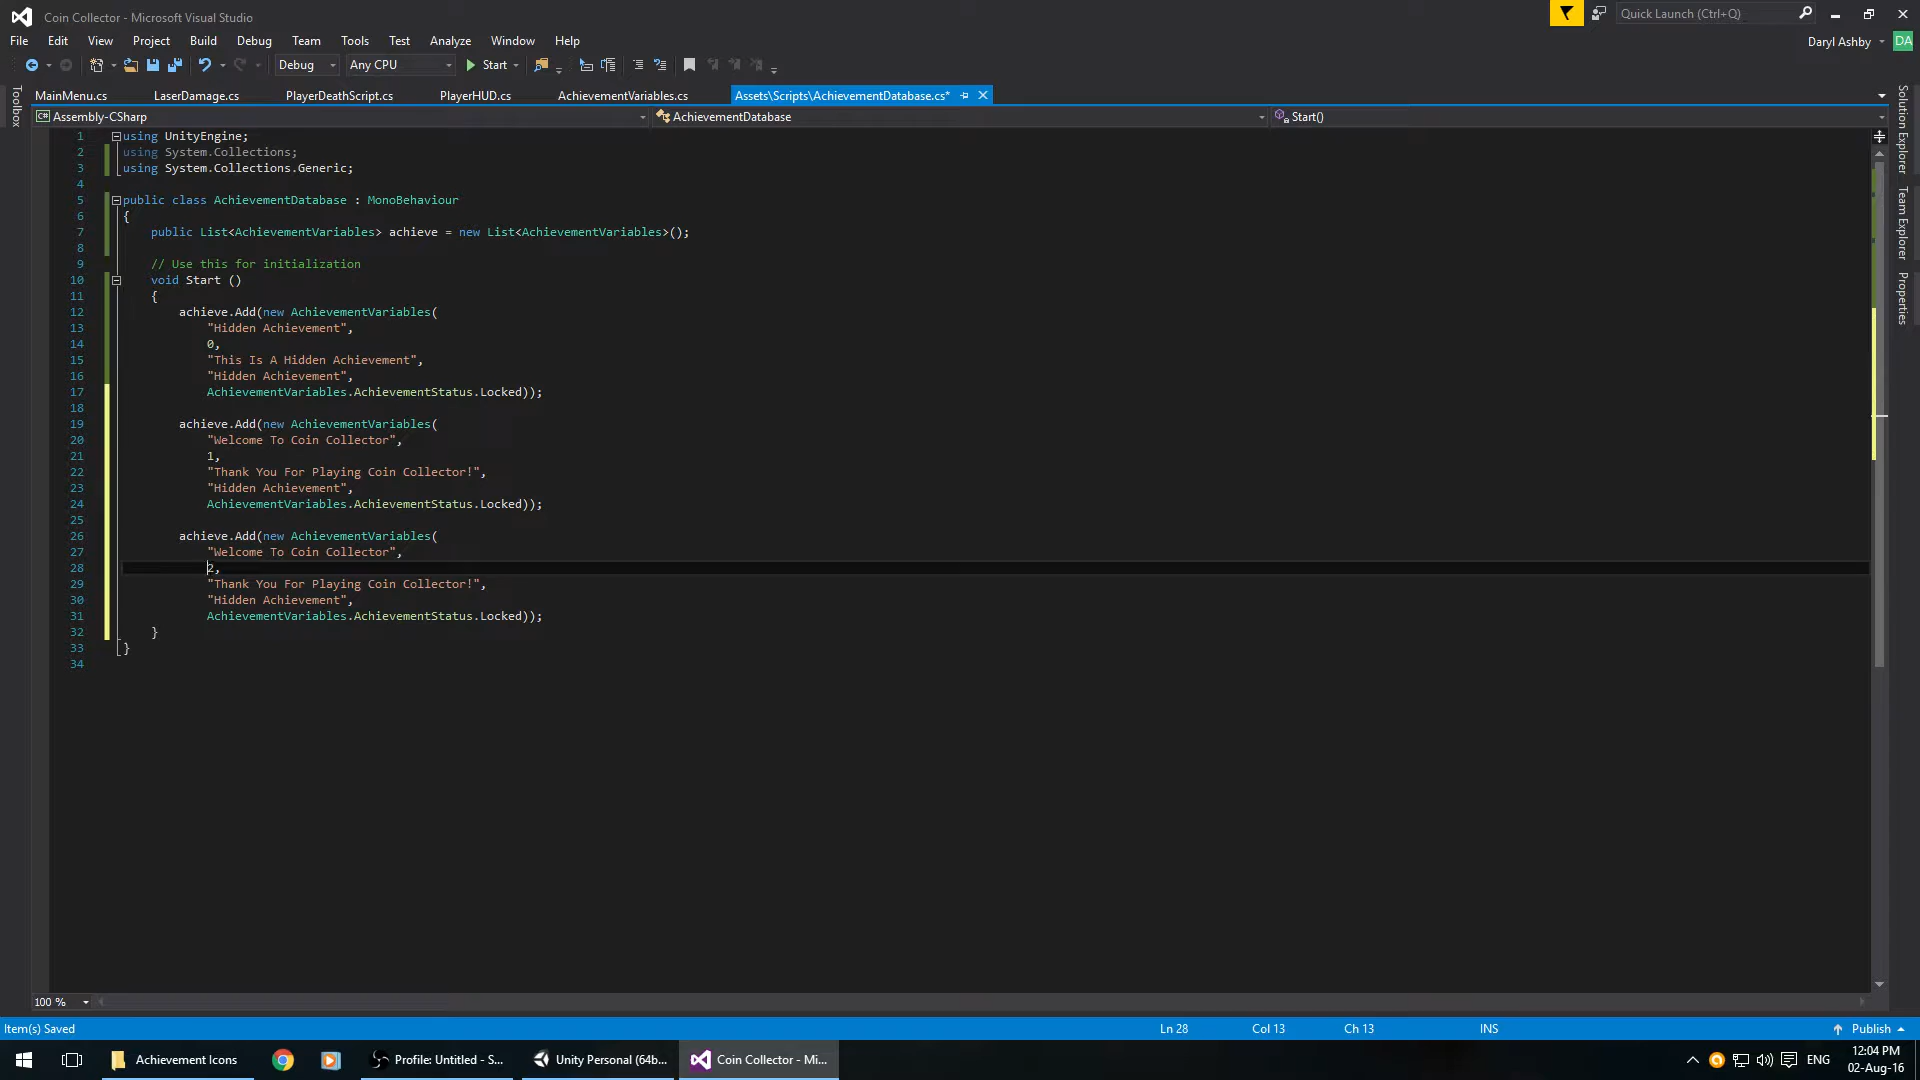 Coin Collector - Microsoft Visual Studio
Quick Launch (Ctrl+Q)
File Edit View Project Build Debug Team Tools Test Analyze Window Help
Daryl Ashby DA
Debug Any CPU Start
MainMenu.cs LaserDamage.cs PlayerDeathScript.cs PlayerHUD.cs AchievementVariables.cs Assets\Scripts\AchievementDatabase.cs*
Toolbox
Solution Explorer
Team Explorer
Properties
C# Assembly-CSharp AchievementDatabase Start()
1 using UnityEngine;
2 using System.Collections;
3 using System.Collections.Generic;
4
5 public class AchievementDatabase : MonoBehaviour
6 {
7 public List<AchievementVariables> achieve = new List<AchievementVariables>();
8
9 // Use this for initialization
10 void Start ()
11 {
12 achieve.Add(new AchievementVariables(
13 "Hidden Achievement",
14 0,
15 "This Is A Hidden Achievement",
16 "Hidden Achievement",
17 AchievementVariables.AchievementStatus.Locked));
18
19 achieve.Add(new AchievementVariables(
20 "Welcome To Coin Collector",
21 1,
22 "Thank You For Playing Coin Collector!",
23 "Hidden Achievement",
24 AchievementVariables.AchievementStatus.Locked));
25
26 achieve.Add(new AchievementVariables(
27 "Welcome To Coin Collector",
28 2,
29 "Thank You For Playing Coin Collector!",
30 "Hidden Achievement",
31 AchievementVariables.AchievementStatus.Locked));
32 }
33 }
34
100 %
Item(s) Saved Ln 28 Col 13 Ch 13 INS Publish
Achievement Icons Profile: Untitled - S... Unity Personal (64b... Coin Collector - Mi... ENG
12:04 PM
02-Aug-16